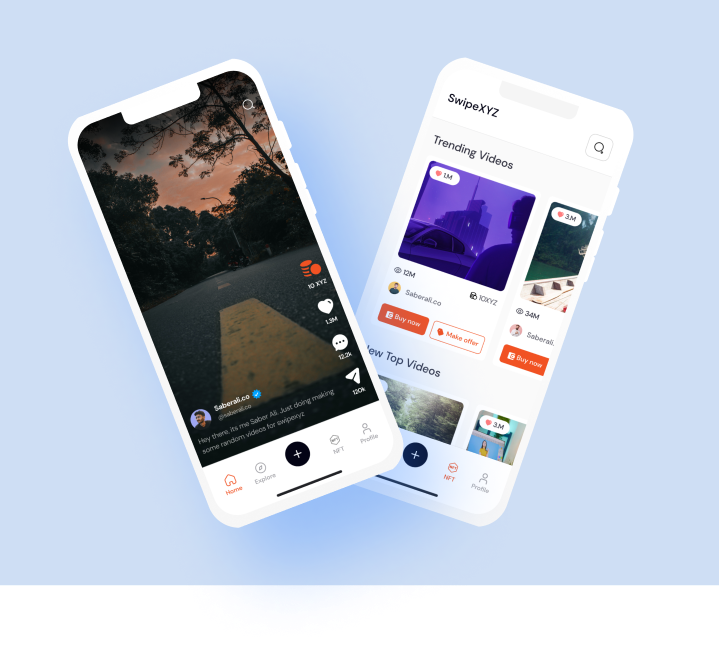 10 XYZ
1.3M
12.2k
120k
Saberali.co
@saberali.co
Hey there, its me Saber Ali. Just doing making
some random videos for swipexyz
Home
Explore
NFT
Profile
SwipeXYZ
Trending Videos
1.M
3.M
12M
34M
Saberali.co
10XYZ
Saberali.
Buy now
Make offer
Buy now
New Top Videos
3.M
NFT
Profile